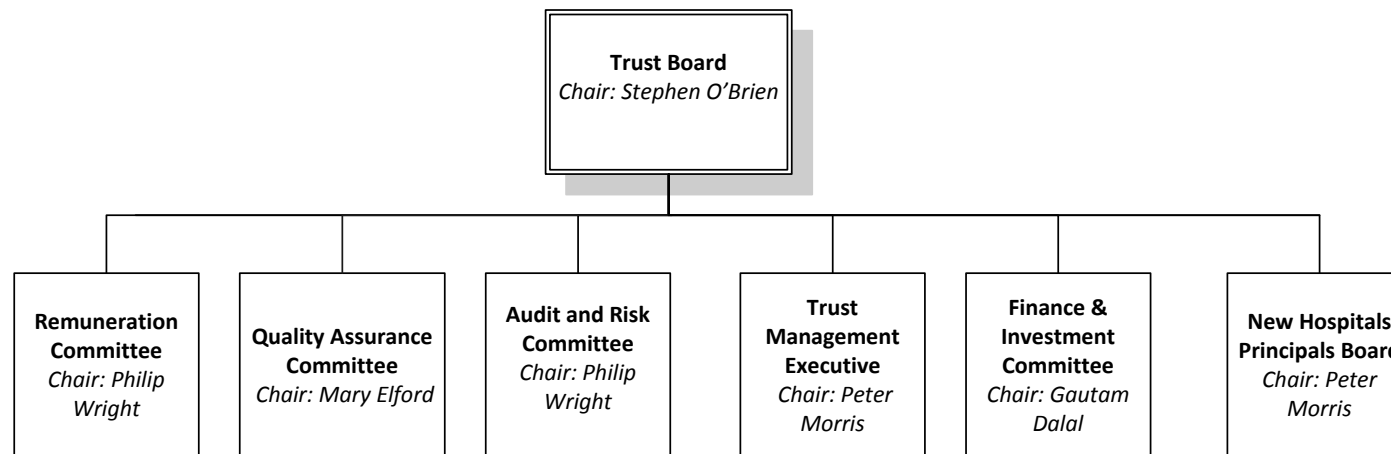 Trust Board
Chair: Stephen O’Brien
Remuneration
Committee
Chair: Philip
Wright
Quality Assurance
Committee
Chair: Mary Elford
Audit and Risk
Committee
Chair: Philip
Wright
Trust
Management
Executive
Chair: Peter
Morris
Finance &
Investment
Committee
Chair: Gautam
Dalal
New Hospitals
Principals Board
Chair: Peter
Morris